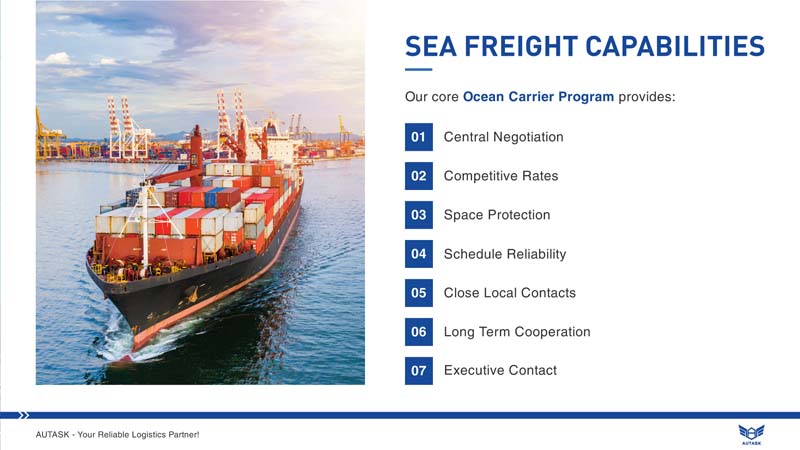 SEA FREIGHT CAPABILITIES
Our core Ocean Carrier Program provides:
01 Central Negotiation
02 Competitive Rates
03 Space Protection
04 Schedule Reliability
05 Close Local Contacts
06 Long Term Cooperation
07 Executive Contact
AUTASK - Your Reliable Logistics Partner!
AUTASK